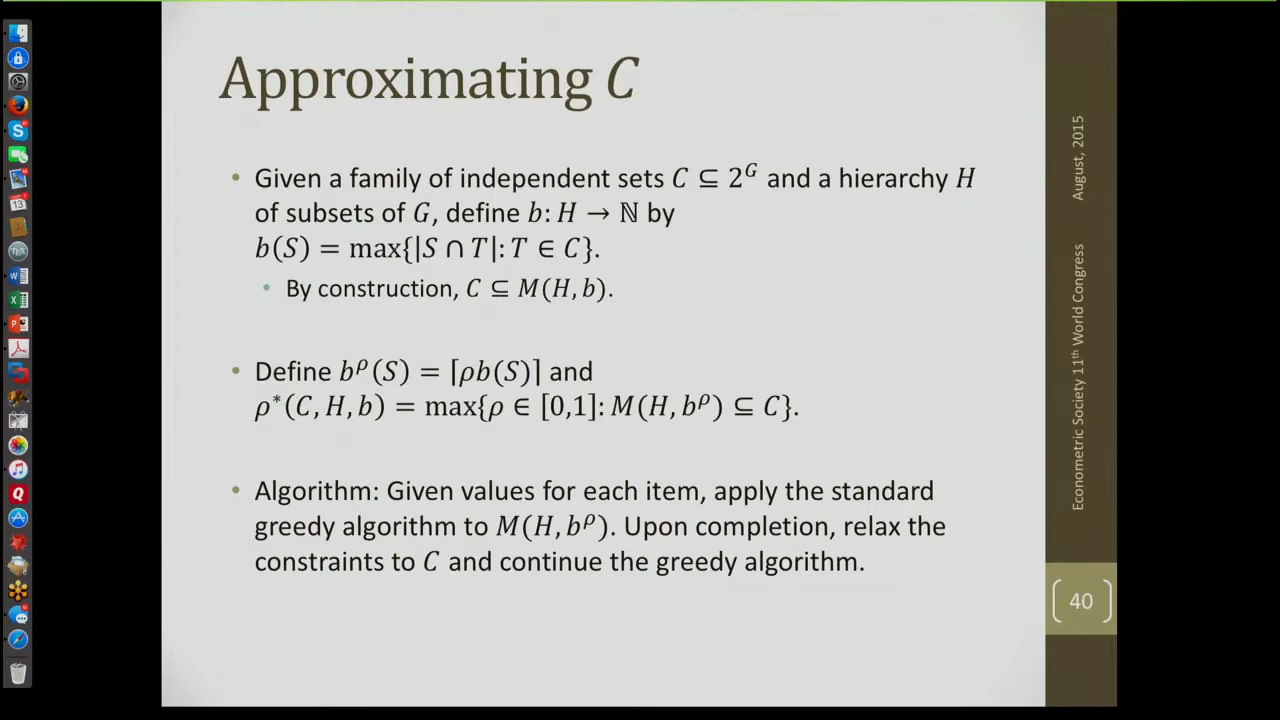 Approximating C
• Given a family of independent sets C ⊆ 2^G and a hierarchy H
of subsets of G, define b: H → ℕ by
b(S) = max{|S ∩ T|: T ∈ C}.
• By construction, C ⊆ M(H, b).
• Define b^ρ(S) = ⌈ρb(S)⌉ and
ρ*(C, H, b) = max{ρ ∈ [0,1]: M(H, b^ρ) ⊆ C}.
• Algorithm: Given values for each item, apply the standard
greedy algorithm to M(H, b^ρ). Upon completion, relax the
constraints to C and continue the greedy algorithm.
August, 2015
Econometric Society 11th World Congress
40